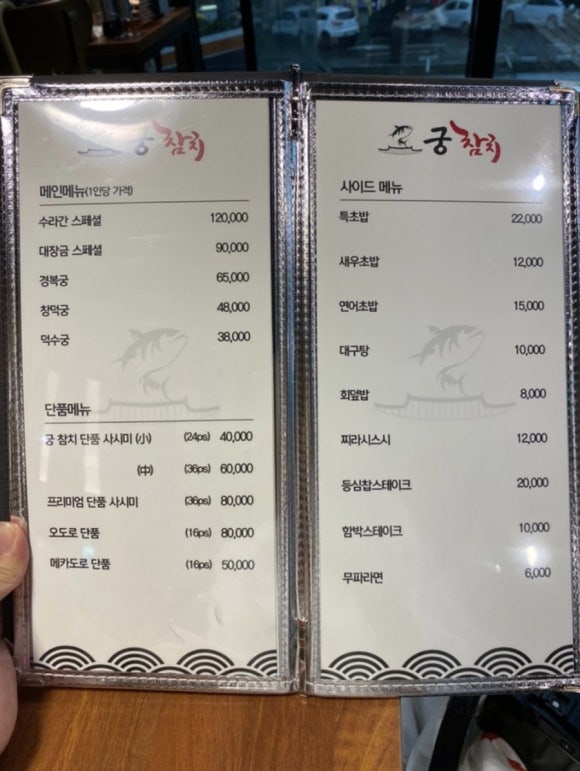 궁 참치
메인메뉴(1인당 가격)
수라간 스페셜 120,000
대장금 스페셜 90,000
경복궁 65,000
창덕궁 48,000
덕수궁 38,000
단품메뉴
궁 참치 단품 사시미 (小) (24ps) 40,000
(中) (36ps) 60,000
프리미엄 단품 사시미 (36ps) 80,000
오도로 단품 (16ps) 80,000
메카도로 단품 (16ps) 50,000
궁 참치
사이드 메뉴
특초밥 22,000
새우초밥 12,000
연어초밥 15,000
대구탕 10,000
회덮밥 8,000
찌라시스시 12,000
등심찹스테이크 20,000
함박스테이크 10,000
무파라면 6,000